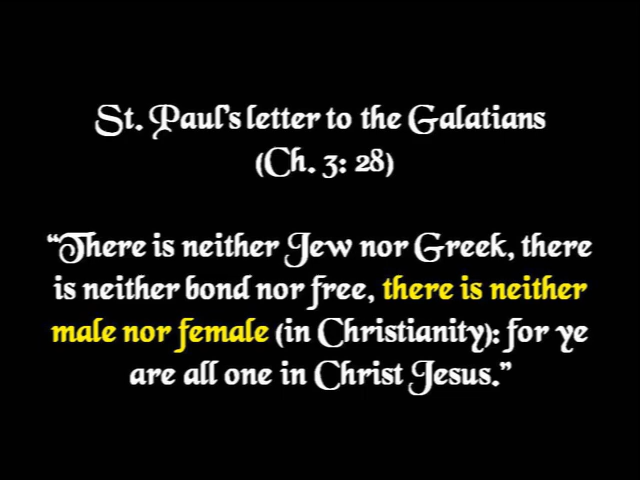 St. Paul's letter to the Galatians
(Ch. 3: 28)
“There is neither Jew nor Greek, there
is neither bond nor free, there is neither
male nor female (in Christianity): for ye
are all one in Christ Jesus.”